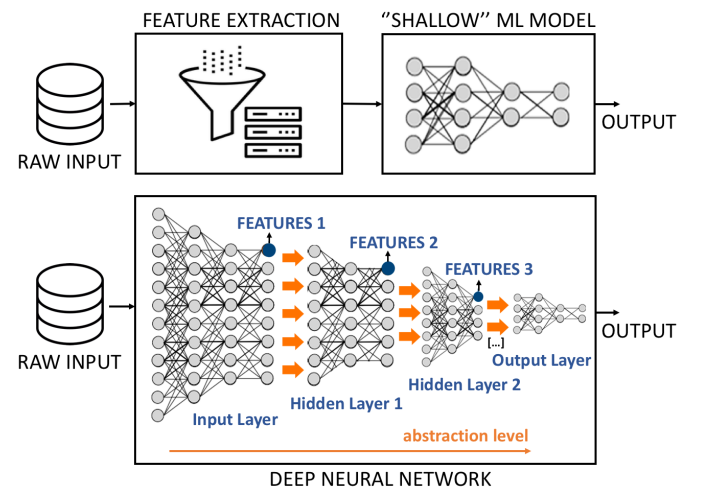 FEATURE EXTRACTION
‘’SHALLOW’’ ML MODEL
RAW INPUT
OUTPUT
FEATURES 1
FEATURES 2
FEATURES 3
RAW INPUT
OUTPUT
[...]
Output Layer
Hidden Layer 2
Hidden Layer 1
Input Layer
abstraction level
DEEP NEURAL NETWORK